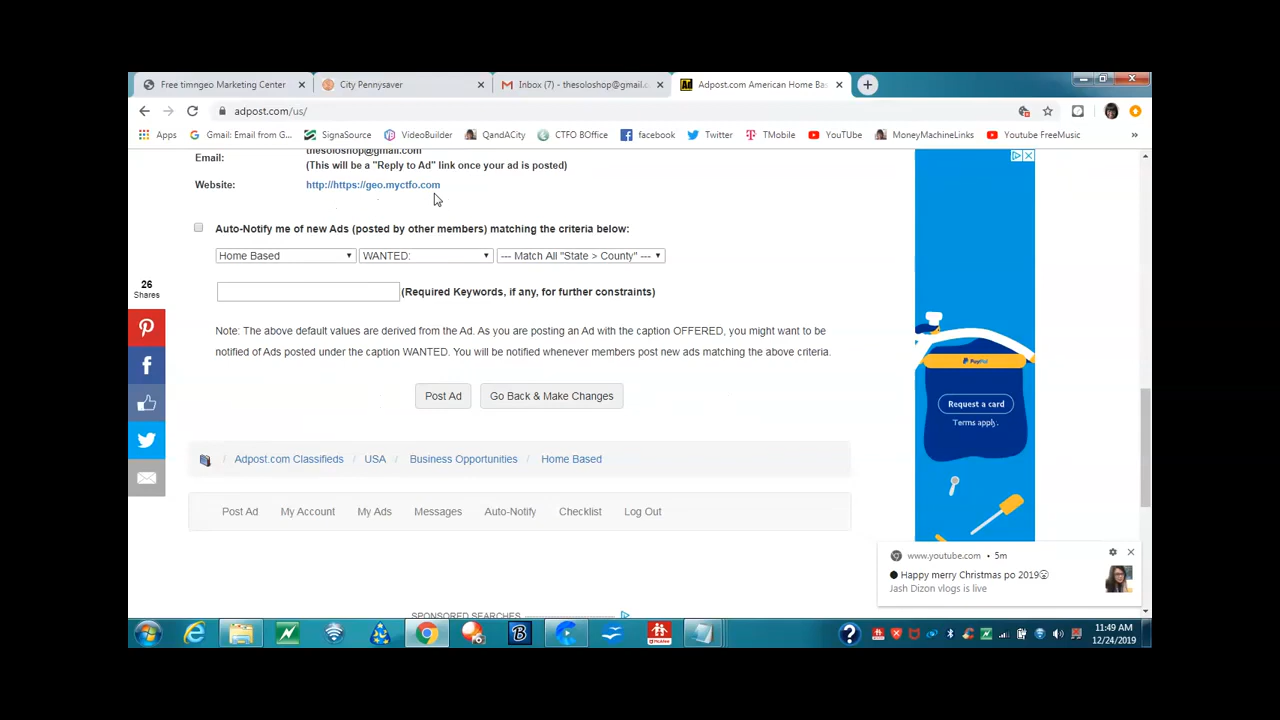 Free timngeo Marketing Center
City Pennysaver
Inbox (7) - thesoloshop@gmail.c
Adpost.com American Home Ba
adpost.com/us/
Apps
Gmail: Email from G...
SignaSource
VideoBuilder
QandACity
CTFO BOffice
facebook
Twitter
TMobile
YouTUbe
MoneyMachineLinks
Youtube FreeMusic
»
Email:
thesoloshop@gmail.com
(This will be a "Reply to Ad" link once your ad is posted)
Website:
http://https://geo.myctfo.com
Auto-Notify me of new Ads (posted by other members) matching the criteria below:
Home Based
WANTED:
--- Match All "State > County" ---
(Required Keywords, if any, for further constraints)
26
Shares
Note: The above default values are derived from the Ad. As you are posting an Ad with the caption OFFERED, you might want to
be notified of Ads posted under the caption WANTED. You will be notified whenever members post new ads matching the above criteria.
Post Ad
Go Back & Make Changes
PayPal
Request a card
Terms apply.
/ Adpost.com Classifieds / USA / Business Opportunities / Home Based
Post Ad
My Account
My Ads
Messages
Auto-Notify
Checklist
Log Out
www.youtube.com • 5m
Happy merry Christmas po 2019
Jash Dizon vlogs is live
SPONSORED SEARCHES
11:49 AM
12/24/2019